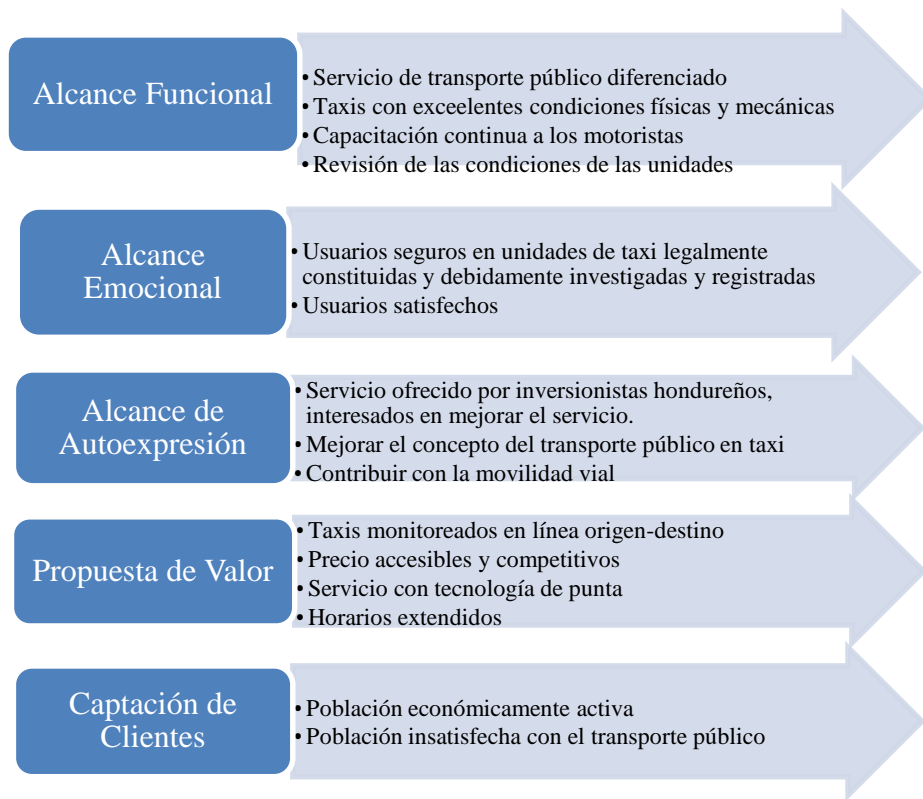 Alcance Funcional
• Servicio de transporte público diferenciado
• Taxis con exceelentes condiciones físicas y mecánicas
• Capacitación continua a los motoristas
• Revisión de las condiciones de las unidades
Alcance
Emocional
• Usuarios seguros en unidades de taxi legalmente
constituidas y debidamente investigadas y registradas
• Usuarios satisfechos
Alcance de
Autoexpresión
• Servicio ofrecido por inversionistas hondureños,
interesados en mejorar el servicio.
• Mejorar el concepto del transporte público en taxi
• Contribuir con la movilidad vial
Propuesta de Valor
• Taxis monitoreados en línea origen-destino
• Precio accesibles y competitivos
• Servicio con tecnología de punta
• Horarios extendidos
Captación de
Clientes
• Población económicamente activa
• Población insatisfecha con el transporte público